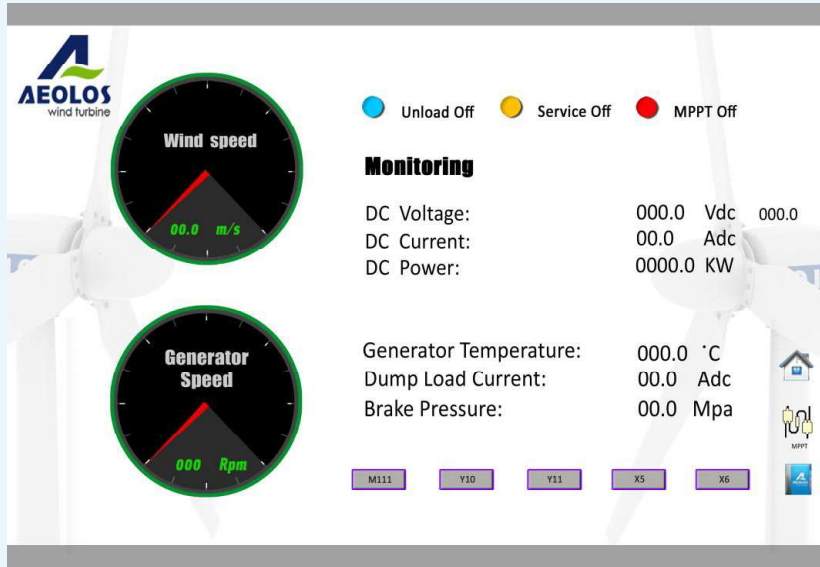 AEOLOS
wind turbine
Unload Off Service Off MPPT Off
Wind speed
00.0 m/s
Monitoring
DC Voltage: 000.0 Vdc 000.0
DC Current: 00.0 Adc
DC Power: 0000.0 KW
Generator
Speed
000 Rpm
Generator Temperature: 000.0 °C
Dump Load Current: 00.0 Adc
Brake Pressure: 00.0 Mpa
MPPT
M111 Y10 Y11 X5 X6